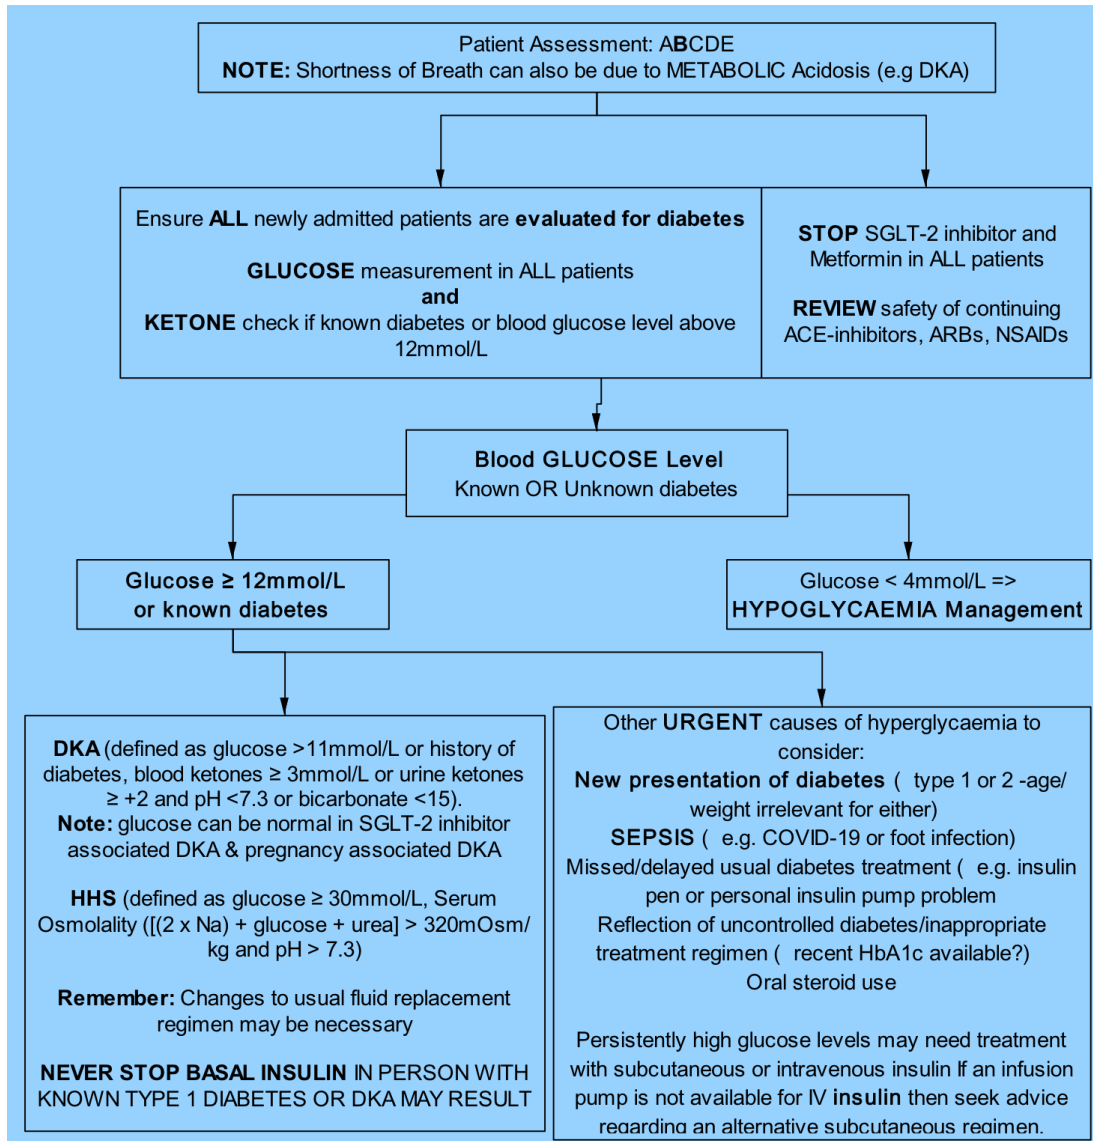 Patient Assessment: ABCDE
NOTE: Shortness of Breath can also be due to METABOLIC Acidosis (e.g DKA)
Ensure ALL newly admitted patients are evaluated for diabetes
GLUCOSE measurement in ALL patients
and
KETONE check if known diabetes or blood glucose level above
12mmol/L
STOP SGLT-2 inhibitor and
Metformin in ALL patients
REVIEW safety of continuing
ACE-inhibitors, ARBs, NSAIDs
Blood GLUCOSE Level
Known OR Unknown diabetes
Glucose ≥ 12mmol/L
or known diabetes
Glucose < 4mmol/L =>
HYPOGLYCAEMIA Management
DKA (defined as glucose >11mmol/L or history of
diabetes, blood ketones ≥ 3mmol/L or urine ketones
≥ +2 and pH <7.3 or bicarbonate <15).
Note: glucose can be normal in SGLT-2 inhibitor
associated DKA & pregnancy associated DKA
HHS (defined as glucose ≥ 30mmol/L, Serum
Osmolality ([(2 x Na) + glucose + urea] > 320mOsm/
kg and pH > 7.3)
Remember: Changes to usual fluid replacement
regimen may be necessary
NEVER STOP BASAL INSULIN IN PERSON WITH
KNOWN TYPE 1 DIABETES OR DKA MAY RESULT
Other URGENT causes of hyperglycaemia to
consider:
New presentation of diabetes ( type 1 or 2 -age/
weight irrelevant for either)
SEPSIS ( e.g. COVID-19 or foot infection)
Missed/delayed usual diabetes treatment ( e.g. insulin
pen or personal insulin pump problem
Reflection of uncontrolled diabetes/inappropriate
treatment regimen ( recent HbA1c available?)
Oral steroid use
Persistently high glucose levels may need treatment
with subcutaneous or intravenous insulin If an infusion
pump is not available for IV insulin then seek advice
regarding an alternative subcutaneous regimen.